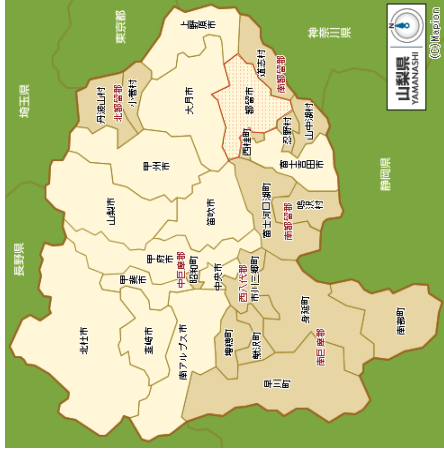 長野県
埼玉県
東京都
神奈川県
静岡県
北杜市
韮崎市
甲斐市
甲府市
山梨市
甲州市
丹波山村
北都留郡
小菅村
大月市
上野原市
南アルプス市
中巨摩郡
昭和町
中央市
笛吹市
都留市
西桂町
道志村
南都留郡
増穂町
鰍沢町
西八代郡
市川三郷町
富士河口湖町
南都留郡
鳴沢村
富士吉田市
忍野村
山中湖村
早川町
南巨摩郡
身延町
南部町
山梨県
YAMANASHI
(C)Mapion